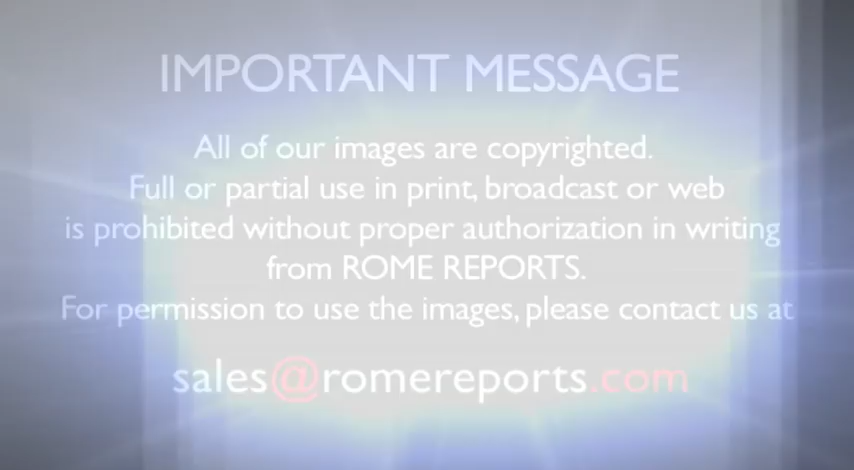 IMPORTANT MESSAGE
All of our images are copyrighted.
Full or partial use in print, broadcast or web
is prohibited without proper authorization in writing
from ROME REPORTS.
For permission to use the images, please contact us at
sales@romereports.com